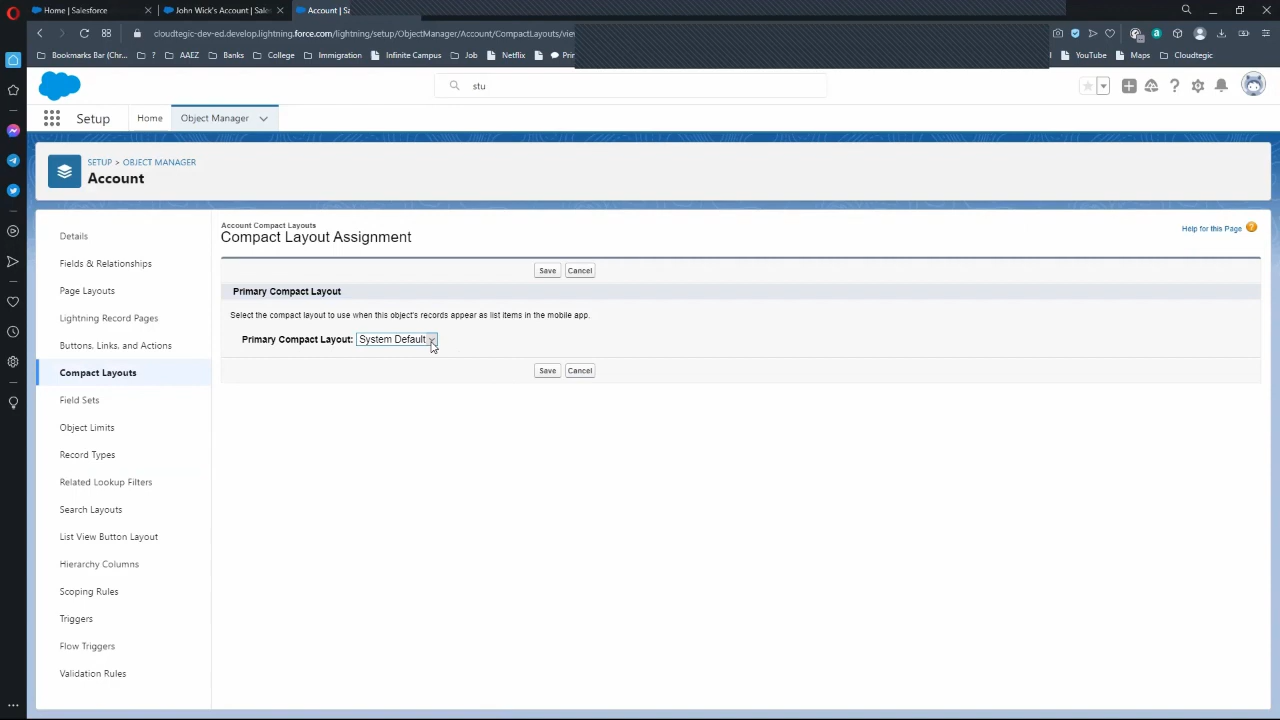 Home | Salesforce
John Wick's Account | Sales
Account | Sa
cloudtegic-dev-ed.develop.lightning.force.com/lightning/setup/ObjectManager/Account/CompactLayouts/view
Bookmarks Bar (Chr...
?
AAEZ
Banks
College
Immigration
Infinite Campus
Job
Netflix
Prin
YouTube
Maps
Cloudtegic
stu
Setup
Home
Object Manager
SETUP > OBJECT MANAGER
Account
Details
Fields & Relationships
Page Layouts
Lightning Record Pages
Buttons, Links, and Actions
Compact Layouts
Field Sets
Object Limits
Record Types
Related Lookup Filters
Search Layouts
List View Button Layout
Hierarchy Columns
Scoping Rules
Triggers
Flow Triggers
Validation Rules
Account Compact Layouts
Compact Layout Assignment
Help for this Page
Save Cancel
Primary Compact Layout
Select the compact layout to use when this object's records appear as list items in the mobile app.
Primary Compact Layout: System Default
Save Cancel